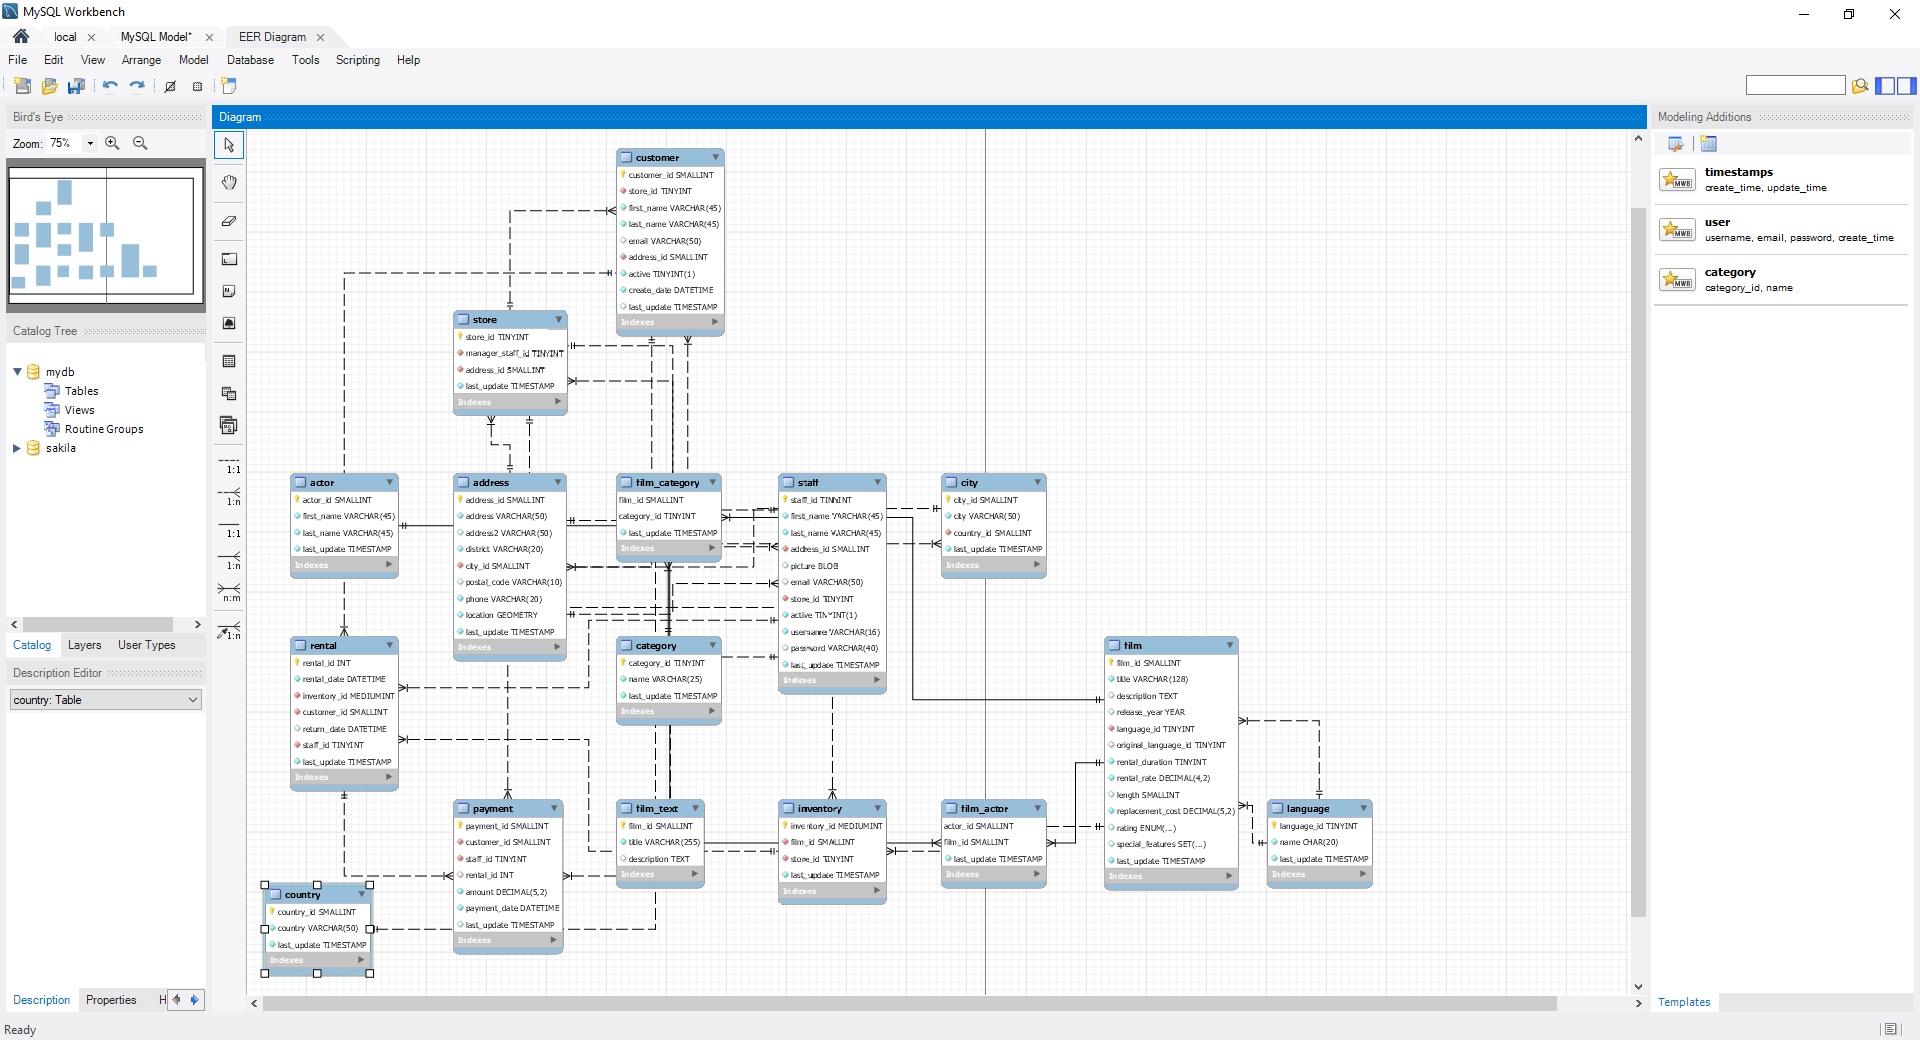 MySQL Workbench
local
MySQL Model*
EER Diagram
File Edit View Arrange Model Database Tools Scripting Help
Bird's Eye
Zoom: 75%
Catalog Tree
mydb
Tables
Views
Routine Groups
sakila
Catalog Layers User Types
Description Editor
country: Table
Description Properties H
Ready
Diagram
1:1
1:n
1:1
1:n
n:m
1:n
customer
customer_id SMALLINT
store_id TINYINT
first_name VARCHAR(45)
last_name VARCHAR(45)
email VARCHAR(50)
address_id SMALLINT
active TINYINT(1)
create_date DATETIME
last_update TIMESTAMP
Indexes
store
store_id TINYINT
manager_staff_id TINYINT
address_id SMALLINT
last_update TIMESTAMP
Indexes
actor
actor_id SMALLINT
first_name VARCHAR(45)
last_name VARCHAR(45)
last_update TIMESTAMP
Indexes
address
address_id SMALLINT
address VARCHAR(50)
address2 VARCHAR(50)
district VARCHAR(20)
city_id SMALLINT
postal_code VARCHAR(10)
phone VARCHAR(20)
location GEOMETRY
last_update TIMESTAMP
Indexes
film_category
film_id SMALLINT
category_id TINYINT
last_update TIMESTAMP
Indexes
staff
staff_id TINYINT
first_name VARCHAR(45)
last_name VARCHAR(45)
address_id SMALLINT
picture BLOB
email VARCHAR(50)
store_id TINYINT
active TINYINT(1)
username VARCHAR(16)
password VARCHAR(40)
last_update TIMESTAMP
Indexes
city
city_id SMALLINT
city VARCHAR(50)
country_id SMALLINT
last_update TIMESTAMP
Indexes
rental
rental_id INT
rental_date DATETIME
inventory_id MEDIUMINT
customer_id SMALLINT
return_date DATETIME
staff_id TINYINT
last_update TIMESTAMP
Indexes
category
category_id TINYINT
name VARCHAR(25)
last_update TIMESTAMP
Indexes
film
film_id SMALLINT
title VARCHAR(128)
description TEXT
release_year YEAR
language_id TINYINT
original_language_id TINYINT
rental_duration TINYINT
rental_rate DECIMAL(4,2)
length SMALLINT
replacement_cost DECIMAL(5,2)
rating ENUM(...)
special_features SET(...)
last_update TIMESTAMP
Indexes
payment
payment_id SMALLINT
customer_id SMALLINT
staff_id TINYINT
rental_id INT
amount DECIMAL(5,2)
payment_date DATETIME
last_update TIMESTAMP
Indexes
film_text
film_id SMALLINT
title VARCHAR(255)
description TEXT
Indexes
inventory
inventory_id MEDIUMINT
film_id SMALLINT
store_id TINYINT
last_update TIMESTAMP
Indexes
film_actor
actor_id SMALLINT
film_id SMALLINT
last_update TIMESTAMP
Indexes
language
language_id TINYINT
name CHAR(20)
last_update TIMESTAMP
Indexes
country
country_id SMALLINT
country VARCHAR(50)
last_update TIMESTAMP
Indexes
Modeling Additions
MWB
timestamps
create_time, update_time
MWB
user
username, email, password, create_time
MWB
category
category_id, name
Templates